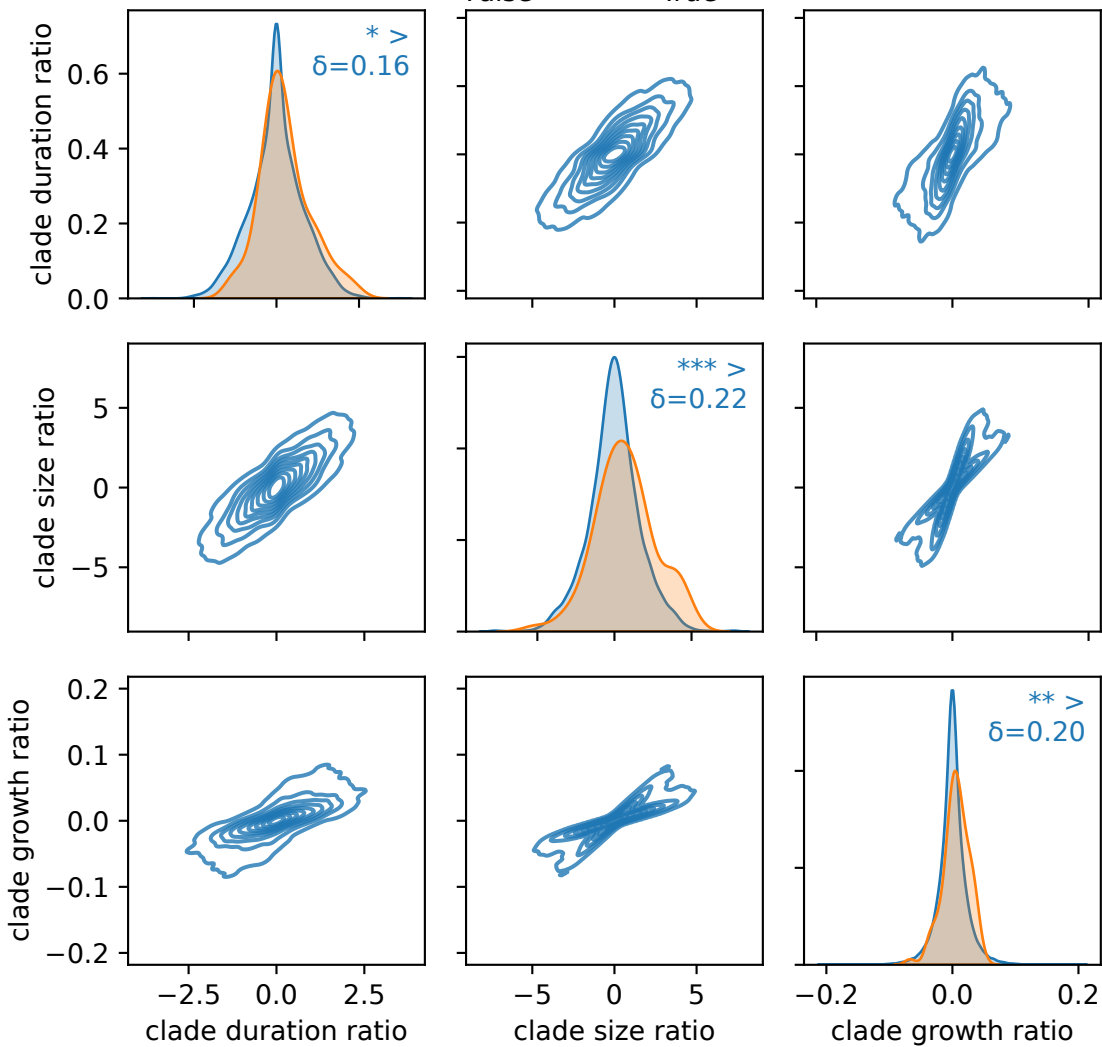 * >
δ=0.16
clade duration ratio
0.6
0.4
0.2
0.0
*** >
δ=0.22
clade size ratio
5
0
−5
** >
δ=0.20
clade growth ratio
0.2
0.1
0.0
−0.1
−0.2
−2.5 0.0 2.5
−5 0 5
−0.2 0.0 0.2
clade duration ratio
clade size ratio
clade growth ratio